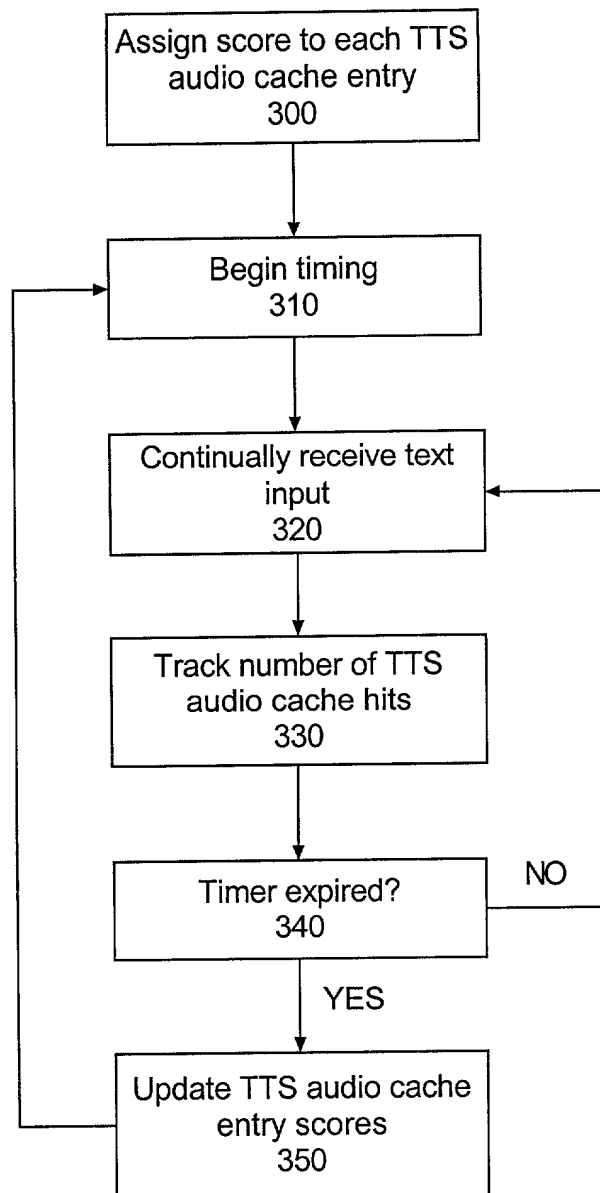 Assign score to each TTS
audio cache entry
300
Begin timing
310
Continually receive text
input
320
Track number of TTS
audio cache hits
330
Timer expired?
340
NO
YES
Update TTS audio cache
entry scores
350